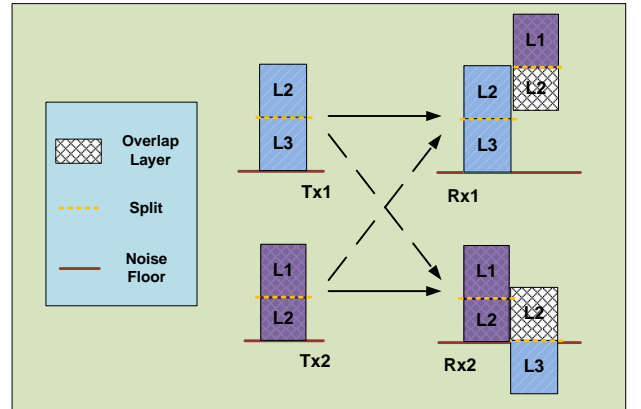 L1
L2
L2
L2
L3
L3
Overlap
Layer
Tx1
Rx1
Split
Noise
Floor
L1
L1
L2
L2
L2
Tx2
Rx2
L3